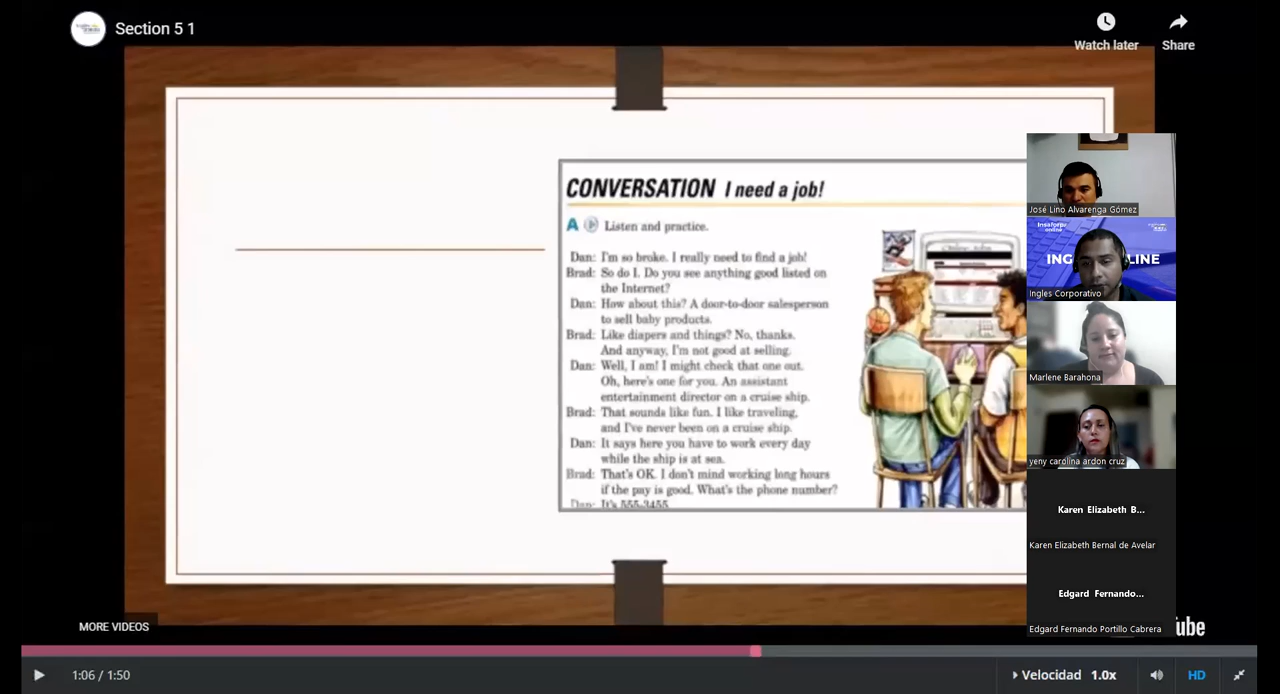 Section 5 1
Watch later
Share
CONVERSATION I need a job!
A Listen and practice.
Dan: I'm so broke. I really need to find a job!
Brad: So do I. Do you see anything good listed on
the Internet?
Dan: How about this? A door-to-door salesperson
to sell baby products.
Brad: Like diapers and things? No, thanks.
And anyway, I'm not good at selling.
Dan: Well, I am! I might check that one out.
Oh, here's one for you. An assistant
entertainment director on a cruise ship.
Brad: That sounds like fun. I like traveling,
and I've never been on a cruise ship.
Dan: It says here you have to work every day
while the ship is at sea.
Brad: That's OK. I don't mind working long hours
if the pay is good. What's the phone number?
Dan: It's 555-3455
José Lino Alvarenga Gómez
Insaforp
online
ING LINE
Ingles Corporativo
Marlene Barahona
yeny carolina ardon cruz
Karen Elizabeth B...
Karen Elizabeth Bernal de Avelar
Edgard Fernando...
Edgard Fernando Portillo Cabrera
MORE VIDEOS
ube
1:06 / 1:50
Velocidad 1.0x
HD